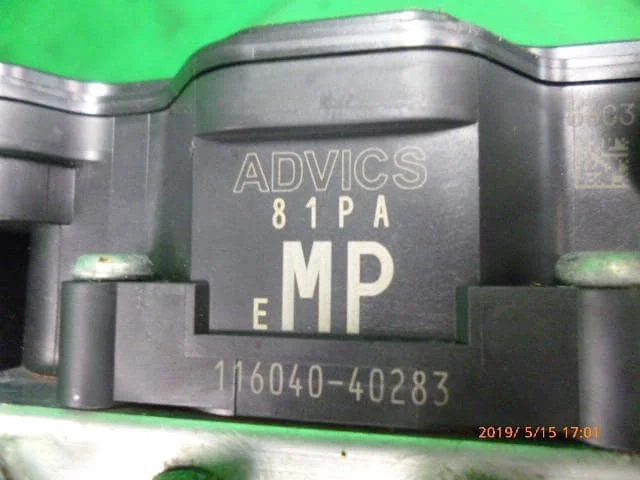 ADVICS
81PA
E MP
116040-40283
2019/ 5/15 17:01